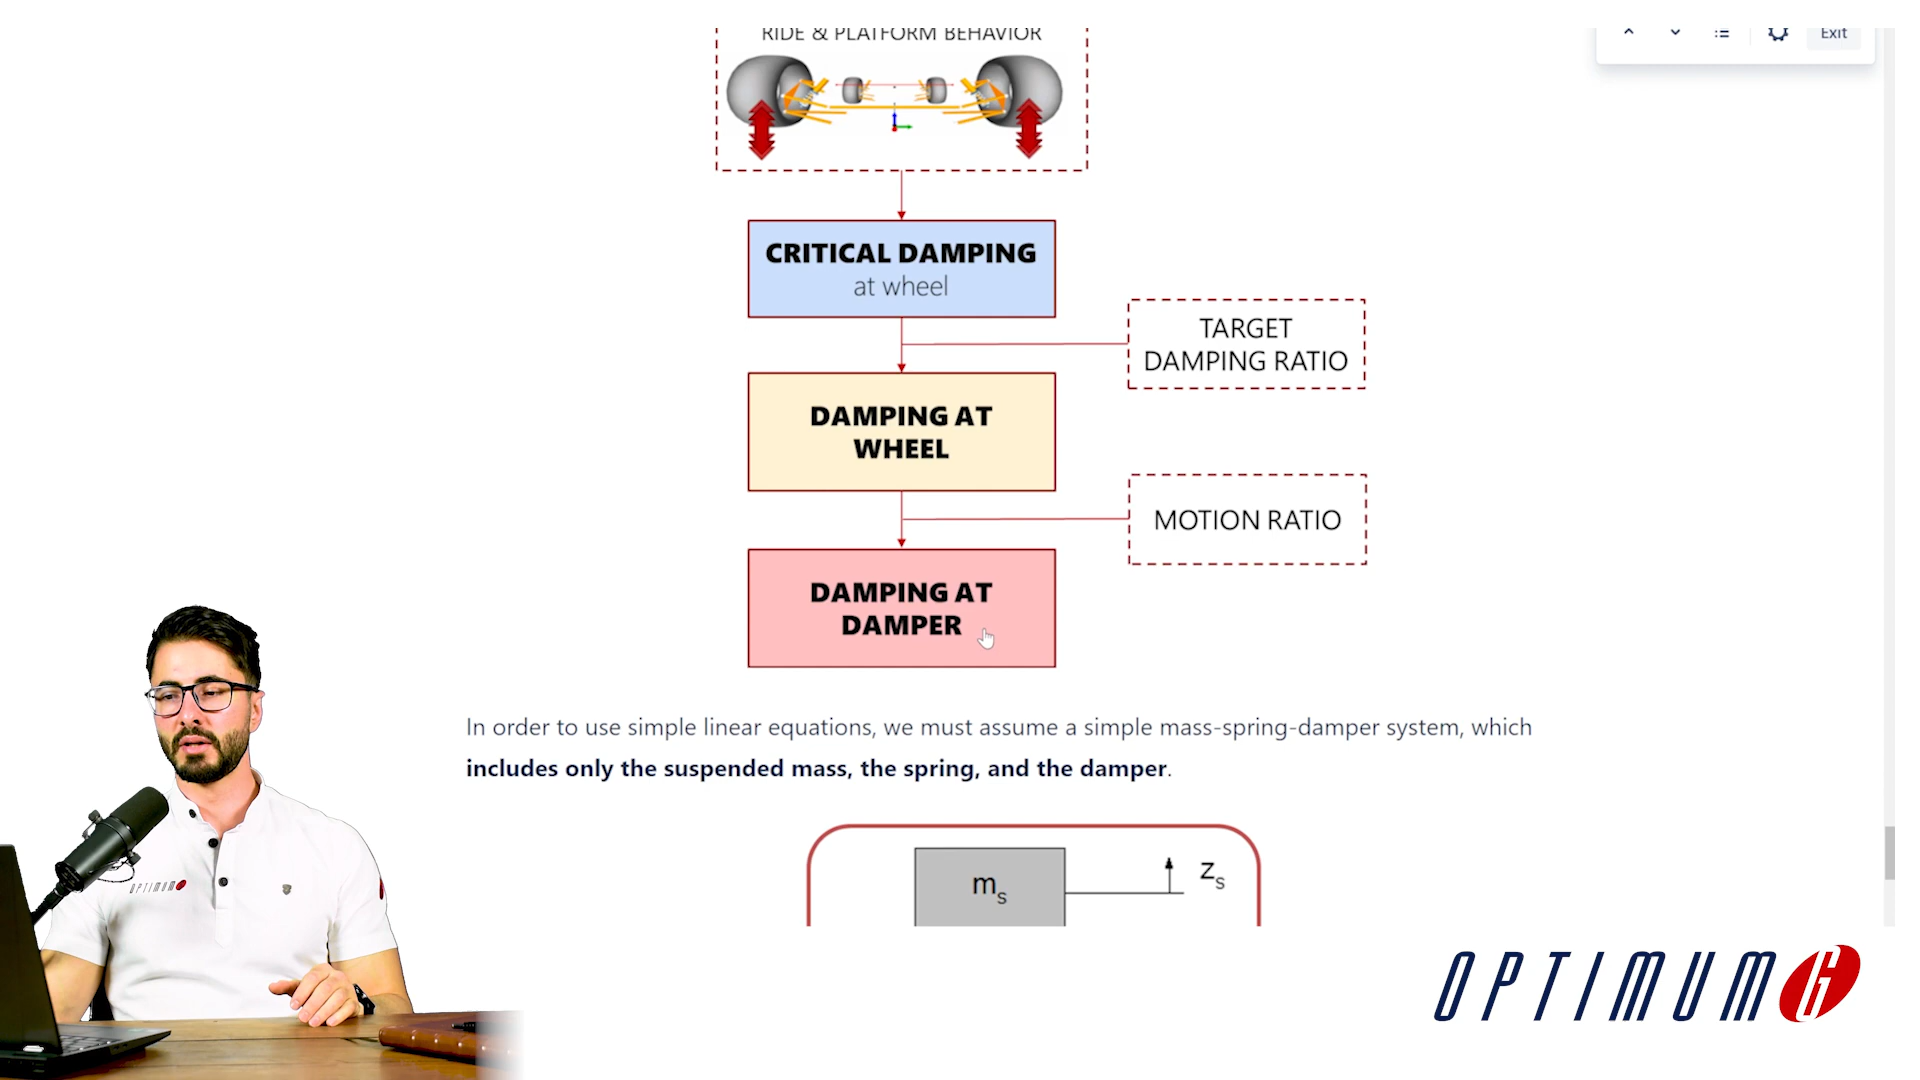 RIDE & PLATFORM BEHAVIOR
Exit
CRITICAL DAMPING
at wheel
TARGET
DAMPING RATIO
DAMPING AT
WHEEL
MOTION RATIO
DAMPING AT
DAMPER
In order to use simple linear equations, we must assume a simple mass-spring-damper system, which
includes only the suspended mass, the spring, and the damper.
ms
zs
OPTIMUMG
OPTIMUMG